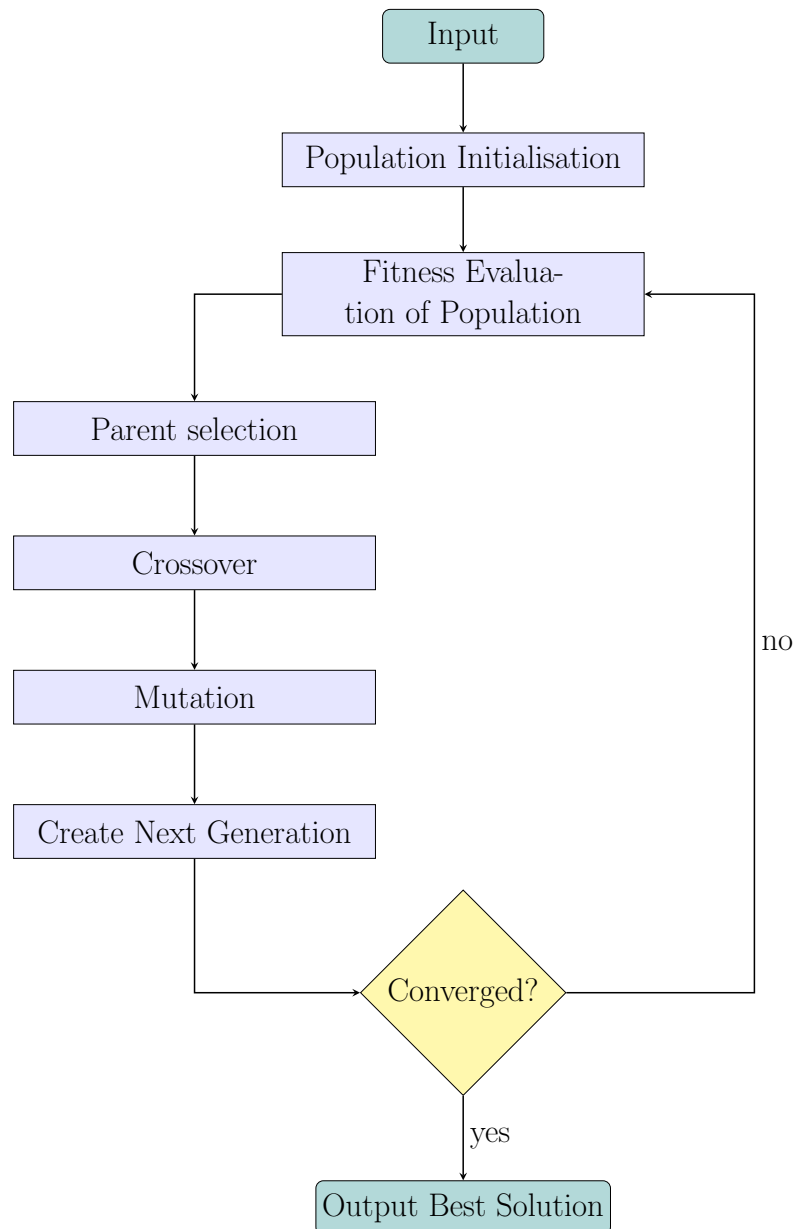 Input
Population Initialisation
Fitness Evalua-
tion of Population
Parent selection
Crossover
Mutation
Create Next Generation
Converged?
no
yes
Output Best Solution